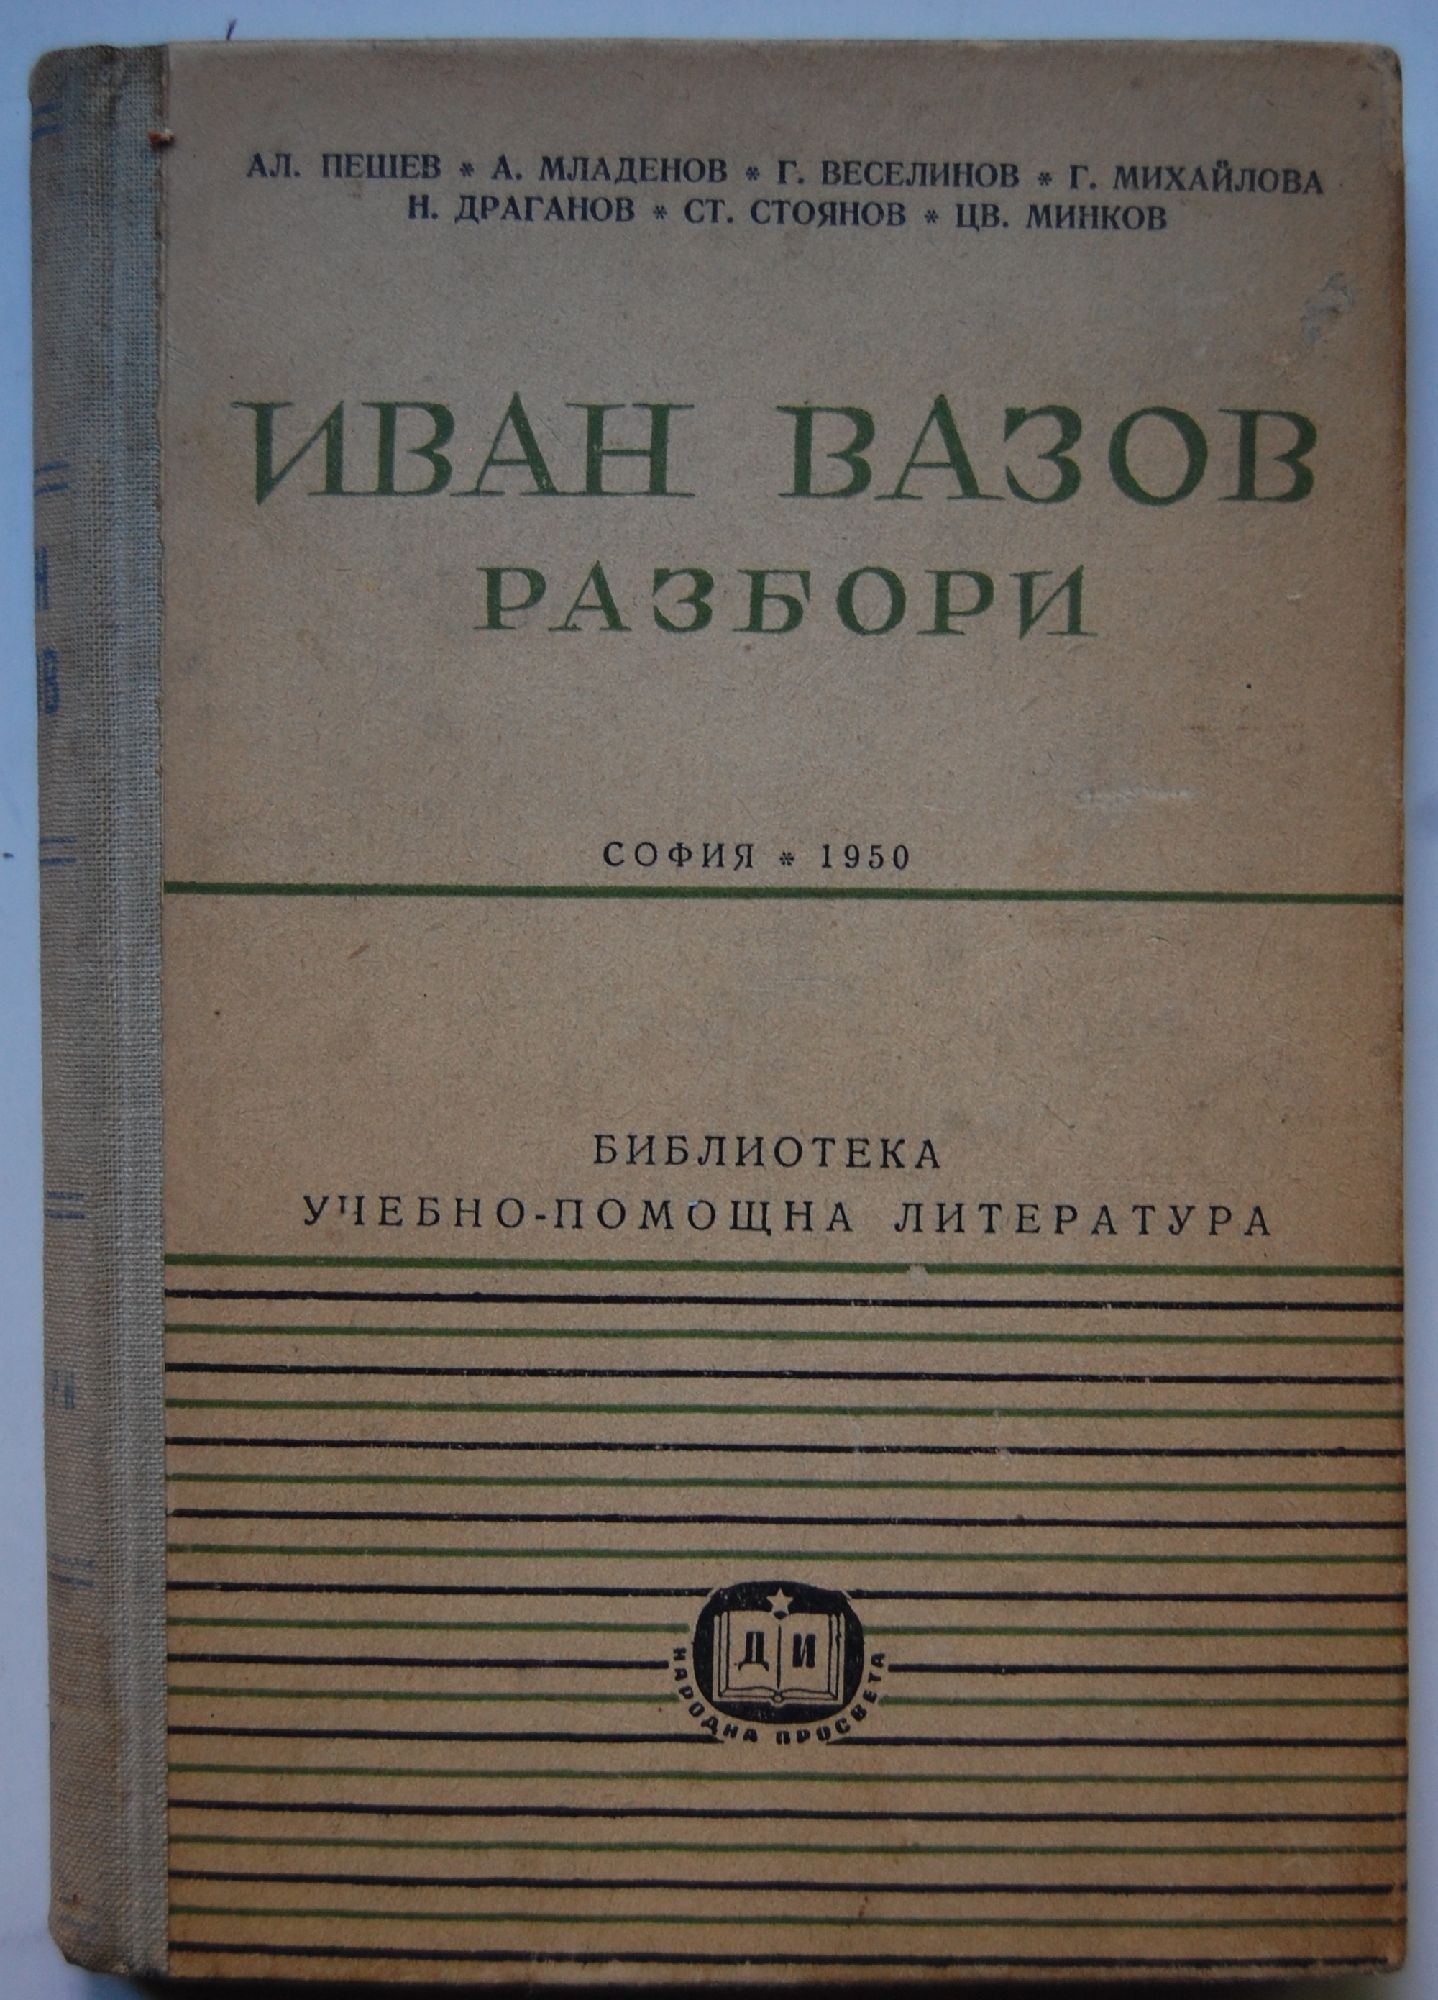 АЛ. ПЕШЕВ * А. МЛАДЕНОВ * Г. ВЕСЕЛИНОВ * Г. МИХАЙЛОВА
Н. ДРАГАНОВ * СТ. СТОЯНОВ * ЦВ. МИНКОВ
ИВАН ВАЗОВ
РАЗБОРИ
СОФИЯ * 1950
БИБЛИОТЕКА
УЧЕБНО-ПОМОЩНА ЛИТЕРАТУРА
ДИ
НАРОДНА ПРОСВЕТА